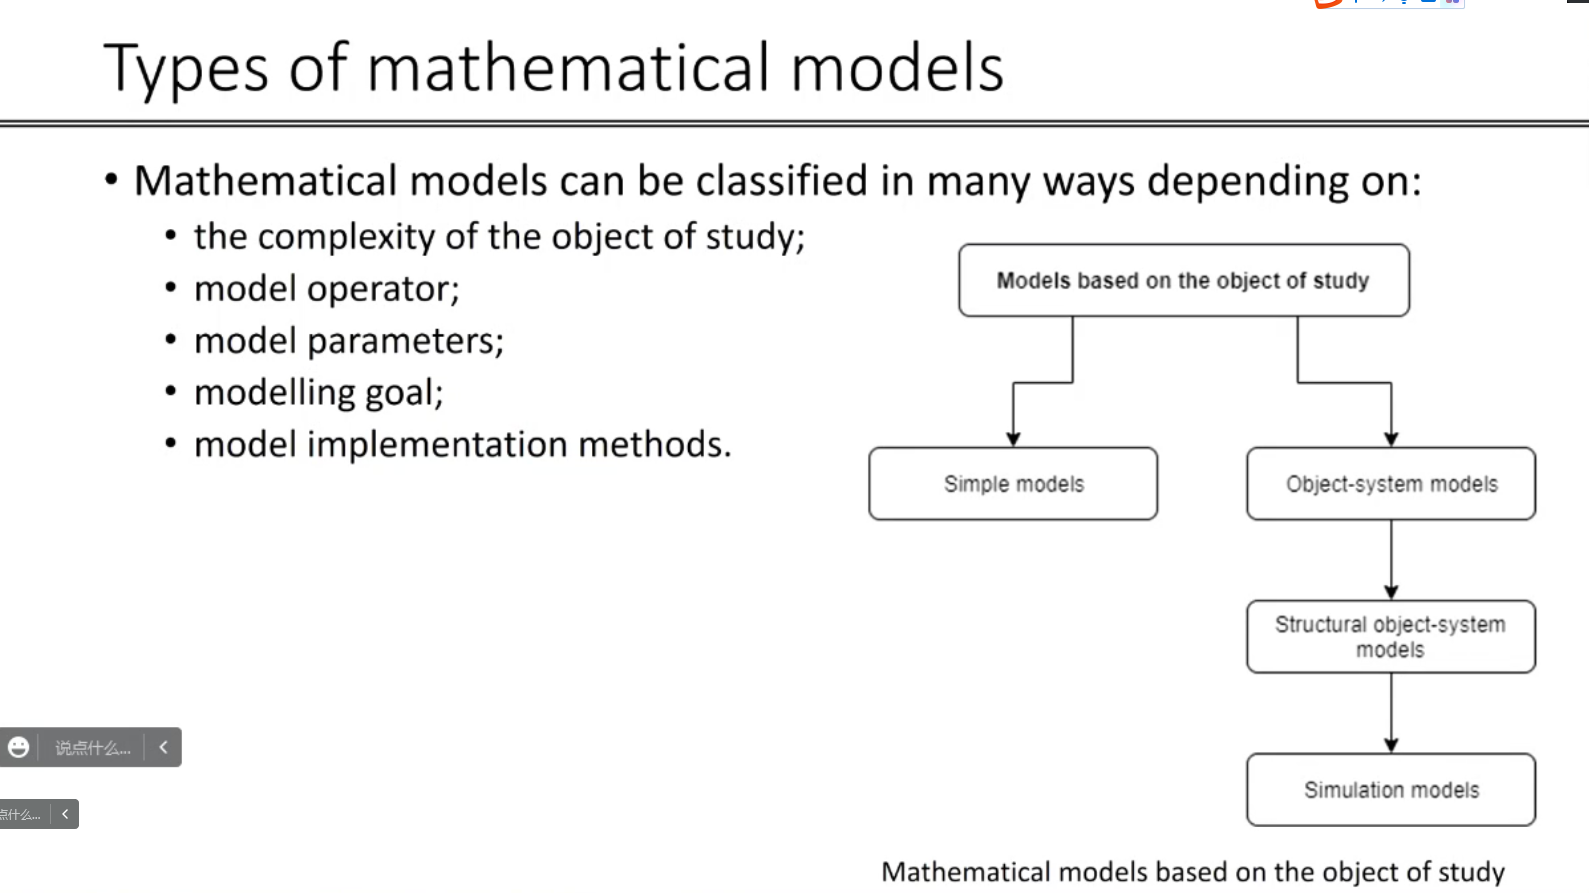 Types of mathematical models
• Mathematical models can be classified in many ways depending on:
• the complexity of the object of study;
• model operator;
• model parameters;
• modelling goal;
• model implementation methods.
Models based on the object of study
Simple models
Object-system models
Structural object-system
models
Simulation models
Mathematical models based on the object of study
说点什么...
点什么...